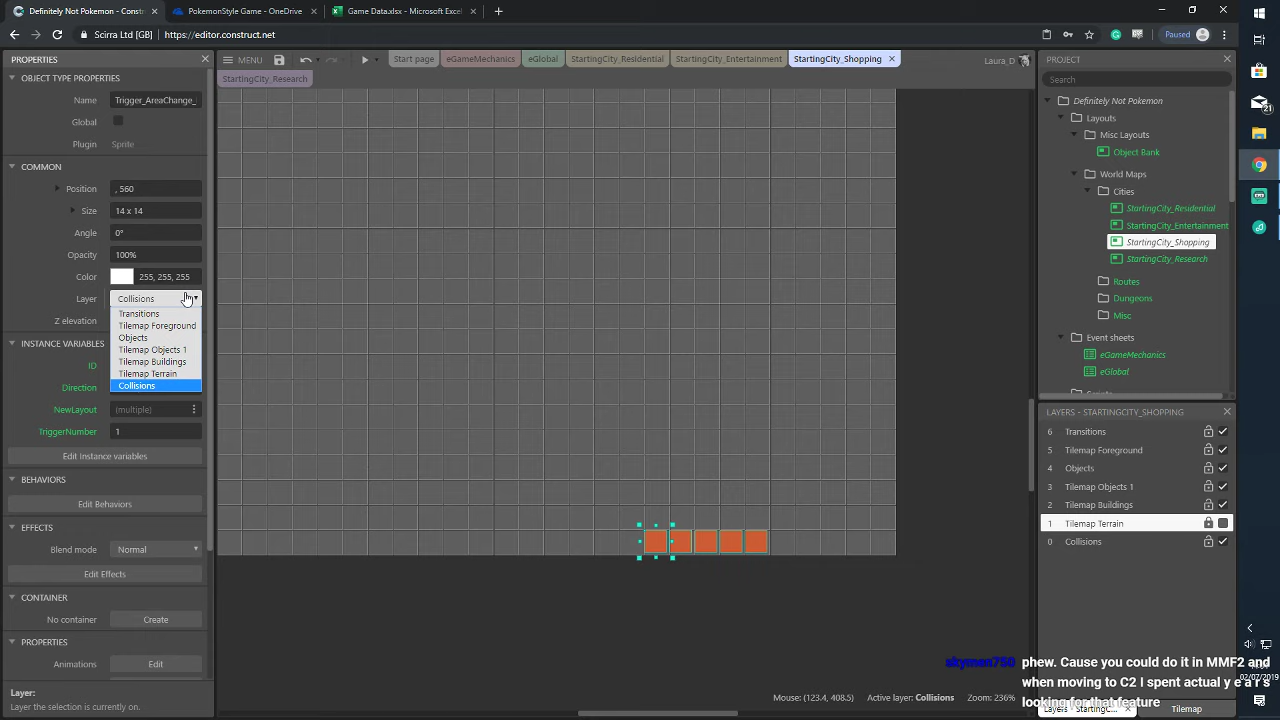 Definitely Not Pokemon - Constr
PokemonStyle Game - OneDrive
Game Data.xlsx - Microsoft Excel
Scirra Ltd [GB]
https://editor.construct.net
Paused
PROPERTIES
MENU
Start page
eGameMechanics
eGlobal
StartingCity_Residential
StartingCity_Entertainment
StartingCity_Shopping
Laura_D
StartingCity_Research
OBJECT TYPE PROPERTIES
Name Trigger_AreaChange_
Global
Plugin Sprite
COMMON
Position , 560
Size 14 x 14
Angle 0°
Opacity 100%
Color 255, 255, 255
Layer Collisions
Z elevation
Transitions
Tilemap Foreground
Objects
Tilemap Objects 1
Tilemap Buildings
Tilemap Terrain
Collisions
INSTANCE VARIABLES
ID
Direction
NewLayout (multiple)
TriggerNumber 1
Edit Instance variables
BEHAVIORS
Edit Behaviors
EFFECTS
Blend mode Normal
Edit Effects
CONTAINER
No container Create
PROPERTIES
Animations Edit
Layer:
Layer the selection is currently on.
PROJECT
Search
Definitely Not Pokemon
Layouts
Misc Layouts
Object Bank
World Maps
Cities
StartingCity_Residential
StartingCity_Entertainment
StartingCity_Shopping
StartingCity_Research
Routes
Dungeons
Misc
Event sheets
eGameMechanics
eGlobal
Scripts
LAYERS - STARTINGCITY_SHOPPING
6 Transitions
5 Tilemap Foreground
4 Objects
3 Tilemap Objects 1
2 Tilemap Buildings
1 Tilemap Terrain
0 Collisions
skymen750 phew. Cause you could do it in MMF2 and
when moving to C2 I spent actual y e a r s
looking for that feature
Mouse: (123.4, 408.5) Active layer: Collisions Zoom: 236%
Layers - StartingC...
Tilemap
21
02/07/2019